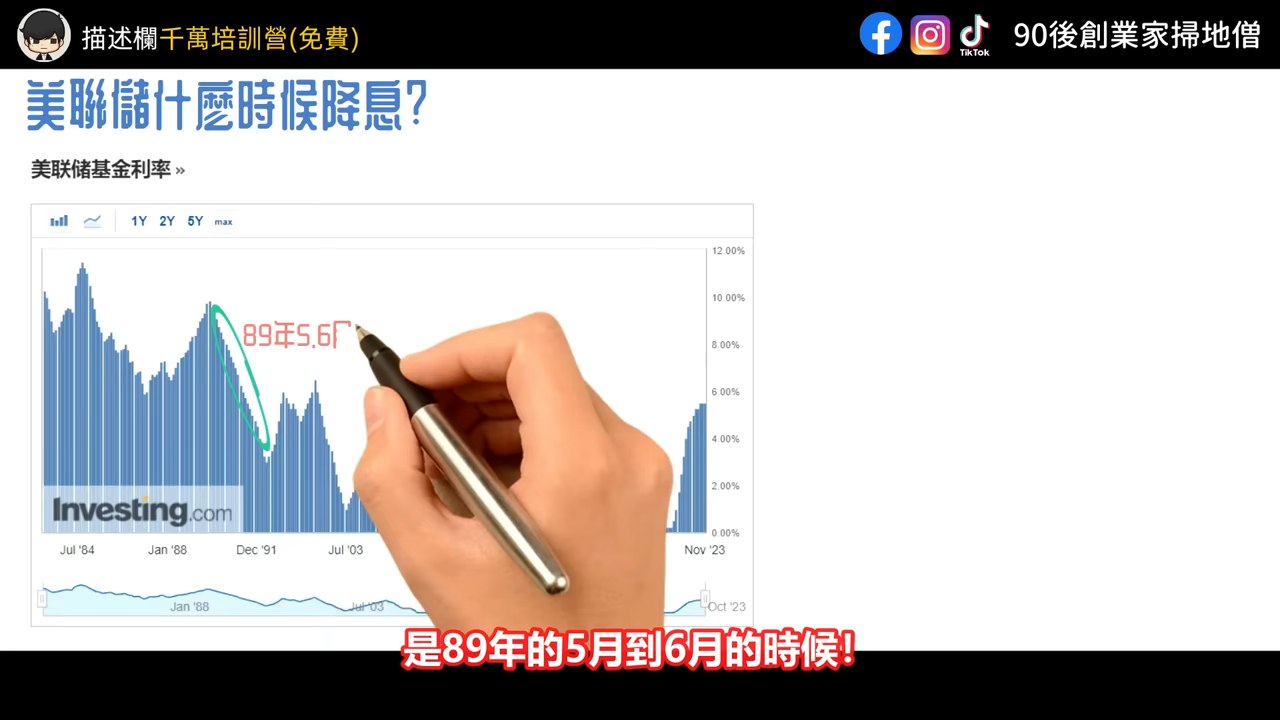 描述欄千萬培訓營(免費)
TikTok
90後創業家掃地僧
美聯儲什麼時候降息?
美联储基金利率 »
1Y 2Y 5Y max
12.00%
10.00%
89年5.6
8.00%
6.00%
4.00%
2.00%
Investing.com
0.00%
Jul '84 Jan '88 Dec '91 Jul '03 Nov '23
Jan '88 Jul '03 Oct '23
是89年的5月到6月的時候!